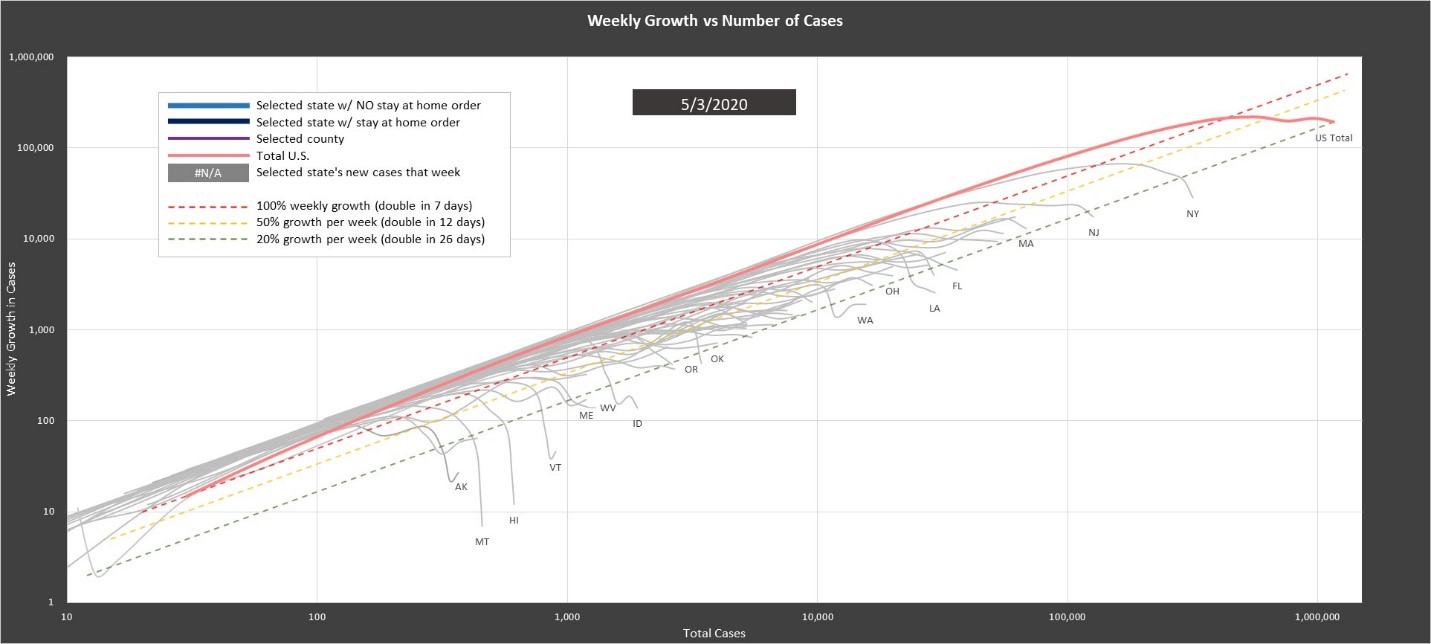 Weekly Growth vs Number of Cases
1,000,000
100,000
10,000
1,000
100
10
1
Weekly Growth in Cases
Selected state w/ NO stay at home order
Selected state w/ stay at home order
Selected county
Total U.S.
#N/A Selected state's new cases that week
100% weekly growth (double in 7 days)
50% growth per week (double in 12 days)
20% growth per week (double in 26 days)
5/3/2020
US Total
NY
NJ
MA
FL
OH
LA
WA
OK
OR
WV
ME
ID
VT
AK
HI
MT
10 100 1,000 10,000 100,000 1,000,000
Total Cases